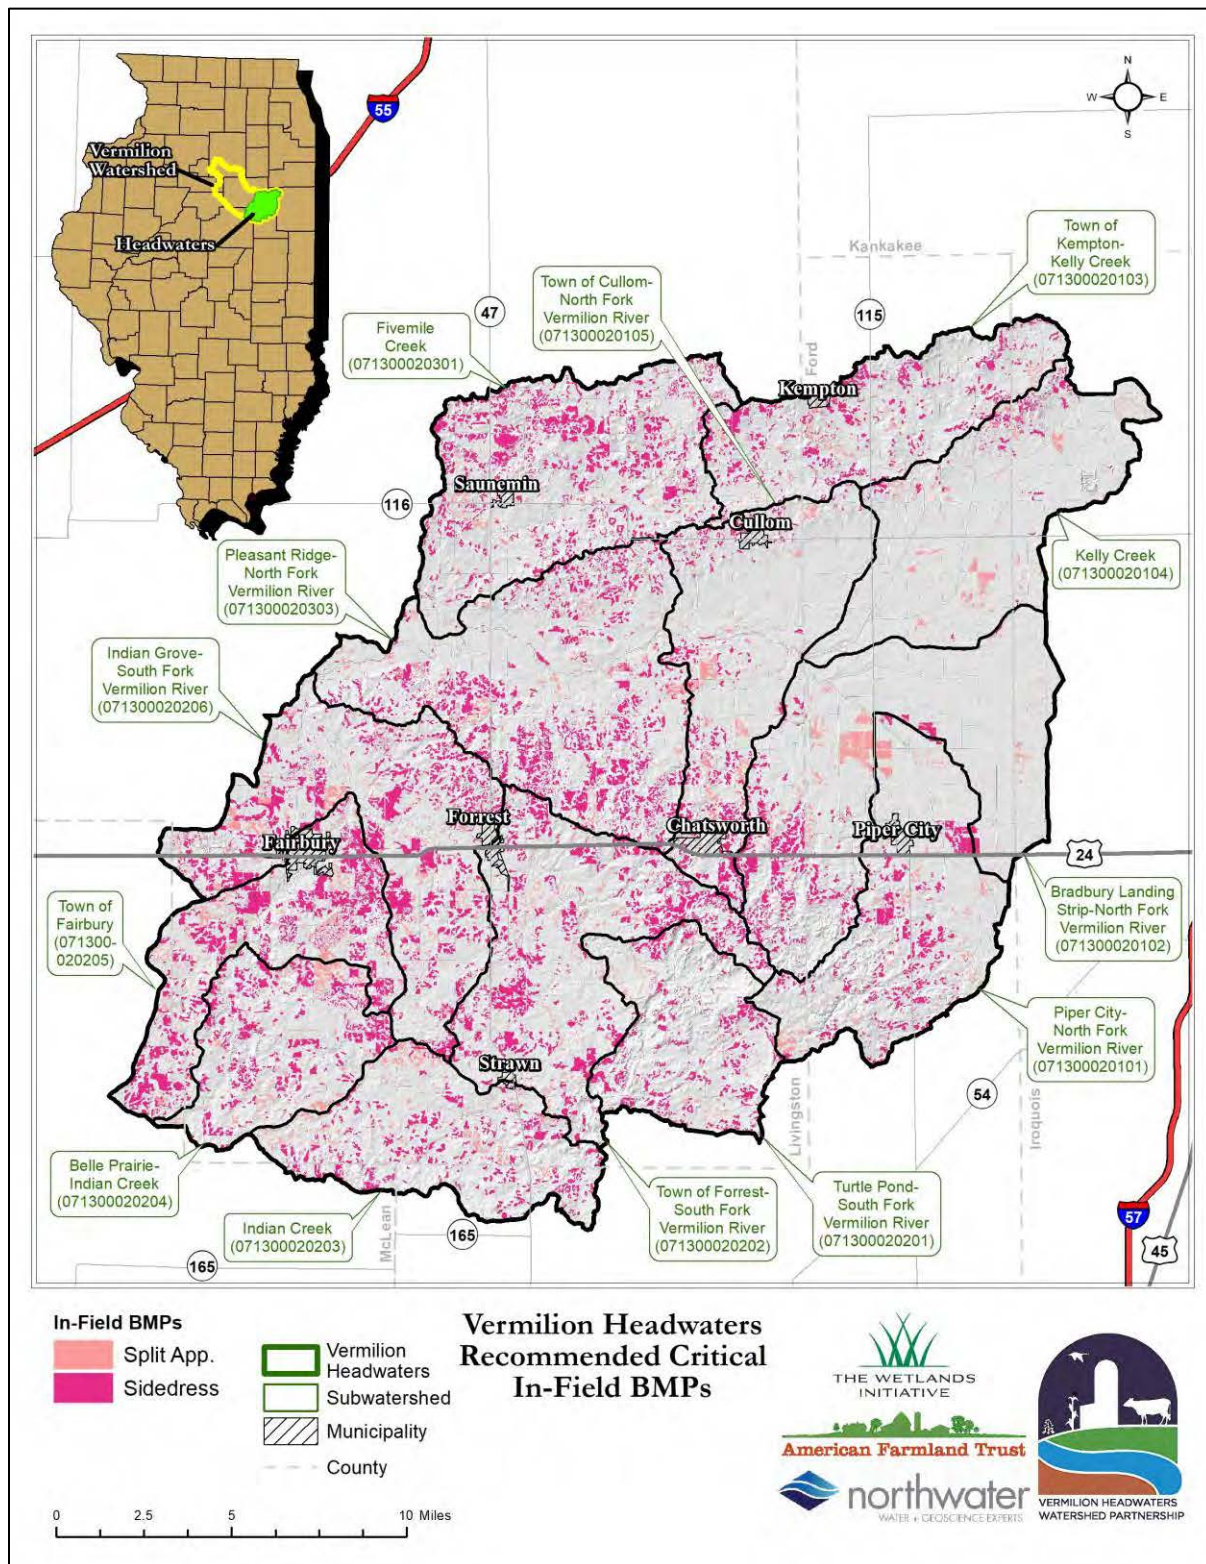 55
N
W
E
S
Vermilion
Watershed
Headwaters
Kankakee
Town of
Kempton-
Kelly Creek
(071300020103)
Town of Cullom-
North Fork
Vermilion River
(071300020105)
47
115
Fivemile
Creek
(071300020301)
Ford
Kempton
Saunemin
116
Cullom
Pleasant Ridge-
North Fork
Vermilion River
(071300020303)
Kelly Creek
(071300020104)
Indian Grove-
South Fork
Vermilion River
(071300020206)
Forrest
Chatsworth
Piper City
Fairbury
24
Town of
Fairbury
(071300-
020205)
Bradbury Landing
Strip-North Fork
Vermilion River
(071300020102)
Piper City-
North Fork
Vermilion River
(071300020101)
Strawn
54
Livingston
Iroquois
Belle Prairie-
Indian Creek
(071300020204)
Indian Creek
(071300020203)
McLean
165
165
Town of Forrest-
South Fork
Vermilion River
(071300020202)
Turtle Pond-
South Fork
Vermilion River
(071300020201)
57
45
In-Field BMPs
Split App.
Sidedress
Vermilion
Headwaters
Subwatershed
Municipality
County
Vermilion Headwaters
Recommended Critical
In-Field BMPs
THE WETLANDS
INITIATIVE
American Farmland Trust
northwater
WATER + GEOSCIENCE EXPERTS
VERMILION HEADWATERS
WATERSHED PARTNERSHIP
0 2.5 5 10 Miles